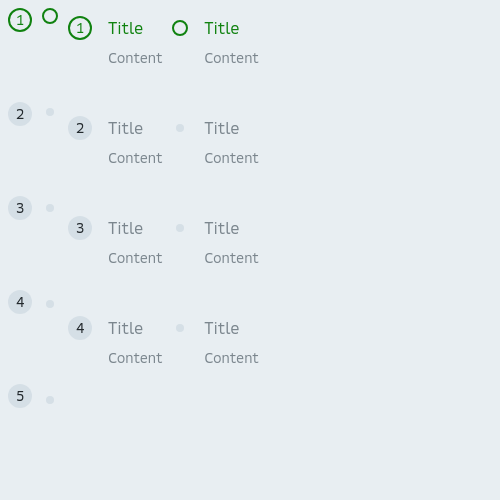 1
1 Title Title
Content Content
2
2 Title Title
Content Content
3
3 Title Title
Content Content
4
4 Title Title
Content Content
5